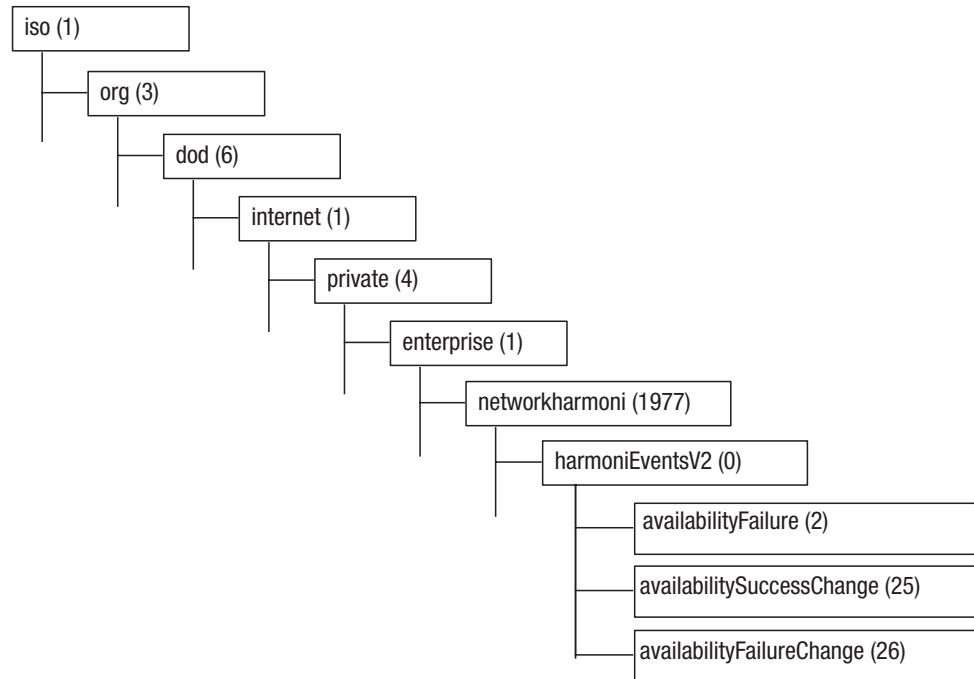 iso (1)
org (3)
dod (6)
internet (1)
private (4)
enterprise (1)
networkharmoni (1977)
harmoniEventsV2 (0)
availabilityFailure (2)
availabilitySuccessChange (25)
availabilityFailureChange (26)